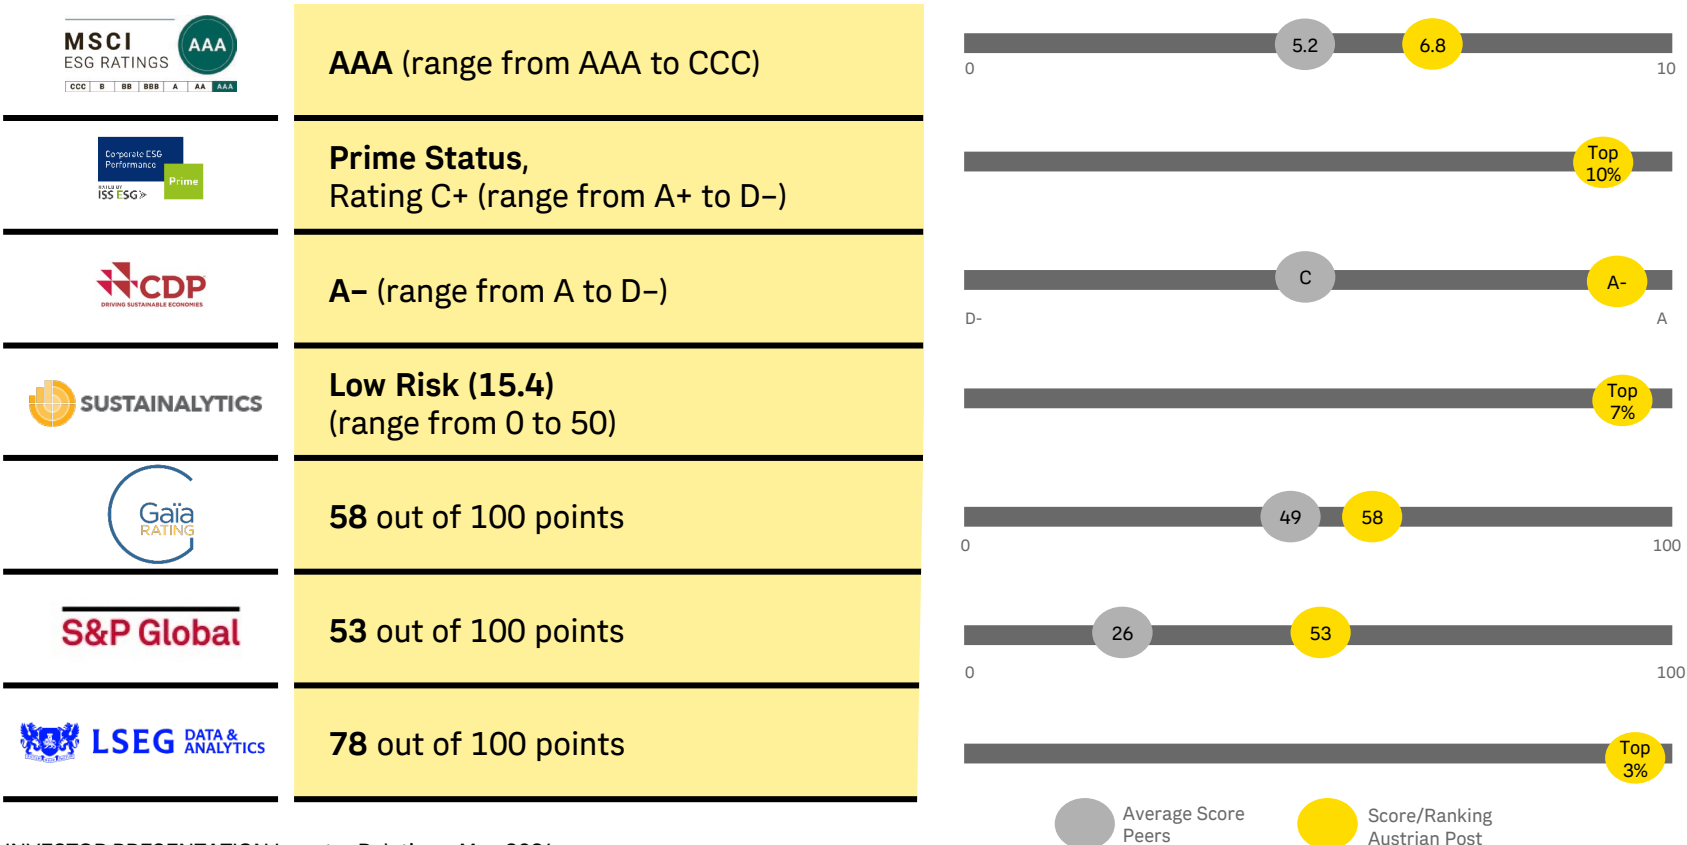 MSCI
ESG RATINGS
AAA
CCC B BB BBB A AA AAA
AAA (range from AAA to CCC)
5.2
6.8
0
10
Corporate ESG
Performance
RATED BY
ISS ESG
Prime
Prime Status,
Rating C+ (range from A+ to D–)
Top
10%
CDP
DRIVING SUSTAINABLE ECONOMIES
A– (range from A to D–)
C
A-
D-
A
SUSTAINALYTICS
Low Risk (15.4)
(range from 0 to 50)
Top
7%
Gaïa
RATING
58 out of 100 points
49
58
0
100
S&P Global
53 out of 100 points
26
53
0
100
LSEG DATA &
ANALYTICS
78 out of 100 points
Top
3%
Average Score
Peers
Score/Ranking
Austrian Post